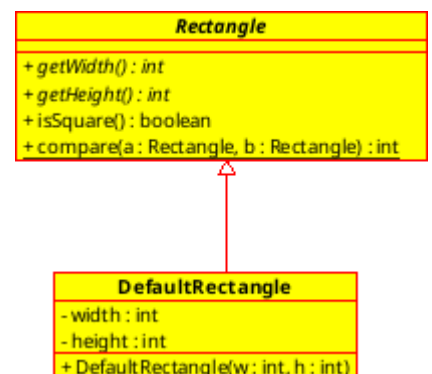 Rectangle
+ getWidth() : int
+ getHeight() : int
+ isSquare() : boolean
+ compare(a : Rectangle, b : Rectangle) : int
DefaultRectangle
- width : int
- height : int
+ DefaultRectangle(w : int, h : int)